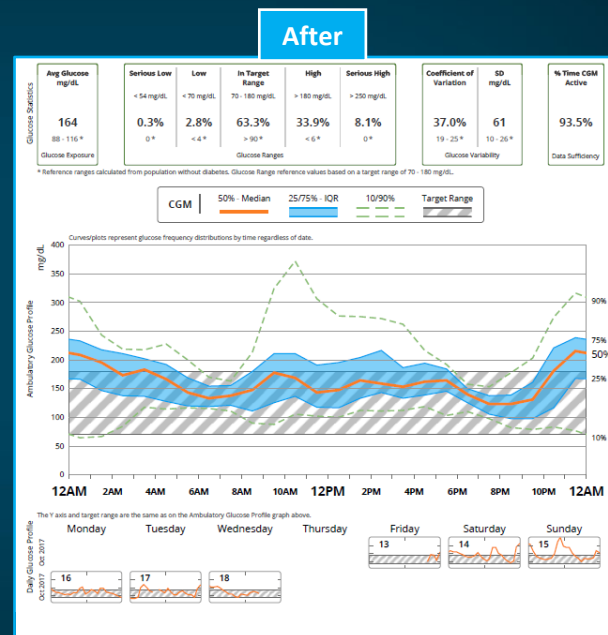 After
Glucose Statistics
Avg Glucose mg/dL
164
88 - 116 *
Glucose Exposure
Serious Low
< 54 mg/dL
0.3%
0 *
Low
< 70 mg/dL
2.8%
< 4 *
In Target Range
70 - 180 mg/dL
63.3%
> 90 *
High
> 180 mg/dL
33.9%
< 6 *
Serious High
> 250 mg/dL
8.1%
0 *
Glucose Ranges
Coefficient of Variation
37.0%
19 - 25 *
SD mg/dL
61
10 - 26 *
Glucose Variability
% Time CGM Active
93.5%
Data Sufficiency
* Reference ranges calculated from population without diabetes. Glucose Range reference values based on a target range of 70 - 180 mg/dL.
CGM
50% - Median
25/75% - IQR
10/90%
Target Range
Curves/plots represent glucose frequency distributions by time regardless of date.
mg/dL
Ambulatory Glucose Profile
400
350
300
250
200
150
100
50
0
90%
75%
50%
25%
10%
12AM 2AM 4AM 6AM 8AM 10AM 12PM 2PM 4PM 6PM 8PM 10PM 12AM
The Y axis and target range are the same as on the Ambulatory Glucose Profile graph above.
Daily Glucose Profile
Monday Tuesday Wednesday Thursday Friday Saturday Sunday
Oct 2017
13 14 15
Oct 2017
16 17 18